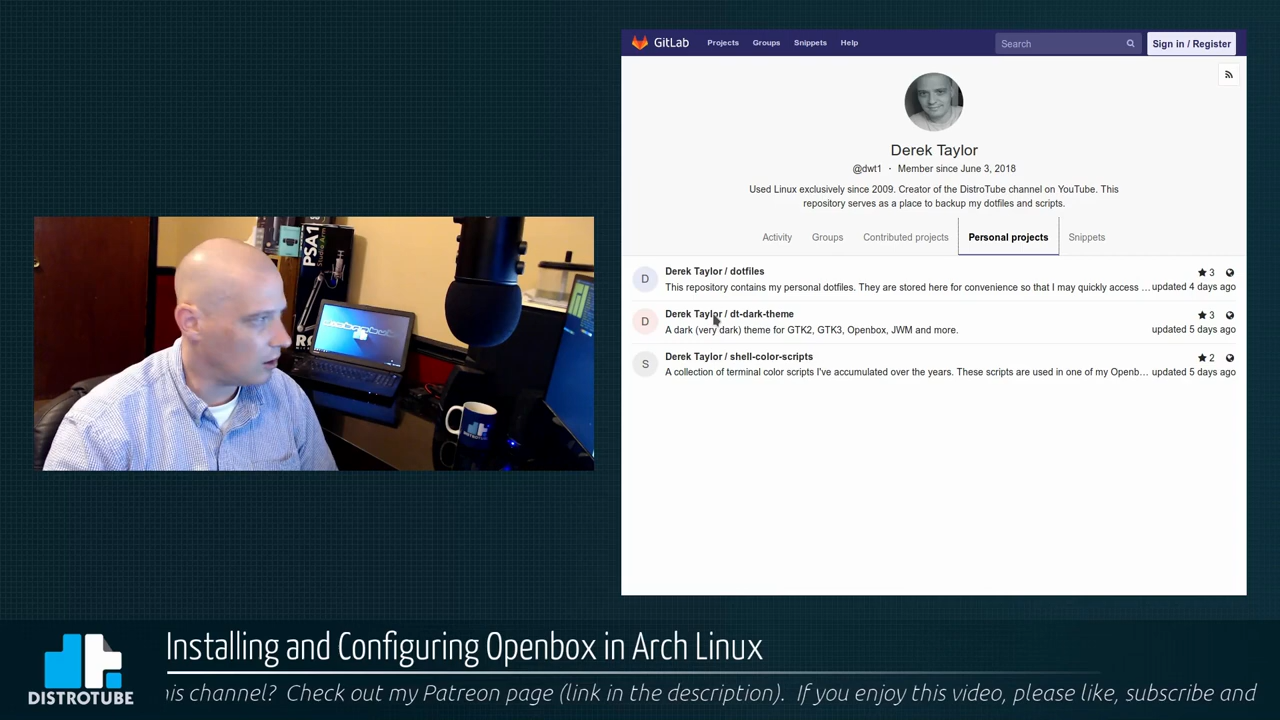 GitLab
Projects
Groups
Snippets
Help
Search
Sign in / Register
Derek Taylor
@dwt1 · Member since June 3, 2018
Used Linux exclusively since 2009. Creator of the DistroTube channel on YouTube. This
repository serves as a place to backup my dotfiles and scripts.
Activity
Groups
Contributed projects
Personal projects
Snippets
D
Derek Taylor / dotfiles
3
This repository contains my personal dotfiles. They are stored here for convenience so that I may quickly access ...
updated 4 days ago
D
Derek Taylor / dt-dark-theme
3
A dark (very dark) theme for GTK2, GTK3, Openbox, JWM and more.
updated 5 days ago
S
Derek Taylor / shell-color-scripts
2
A collection of terminal color scripts I've accumulated over the years. These scripts are used in one of my Openb...
updated 5 days ago
PSA1
Studio Arm
Installing and Configuring Openbox in Arch Linux
DISTROTUBE
his channel? Check out my Patreon page (link in the description). If you enjoy this video, please like, subscribe and